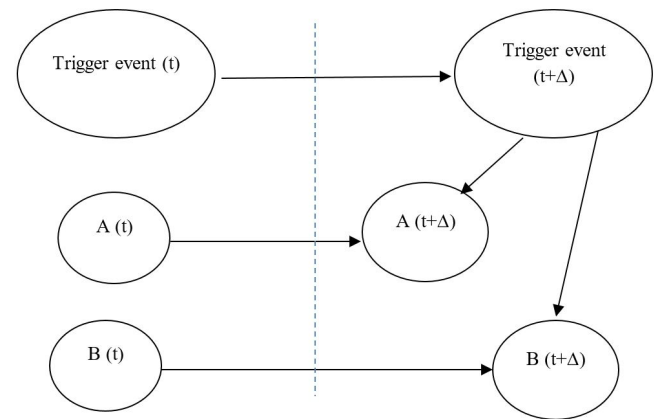 Trigger event (t)
Trigger event
(t+Δ)
A (t)
A (t+Δ)
B (t)
B (t+Δ)